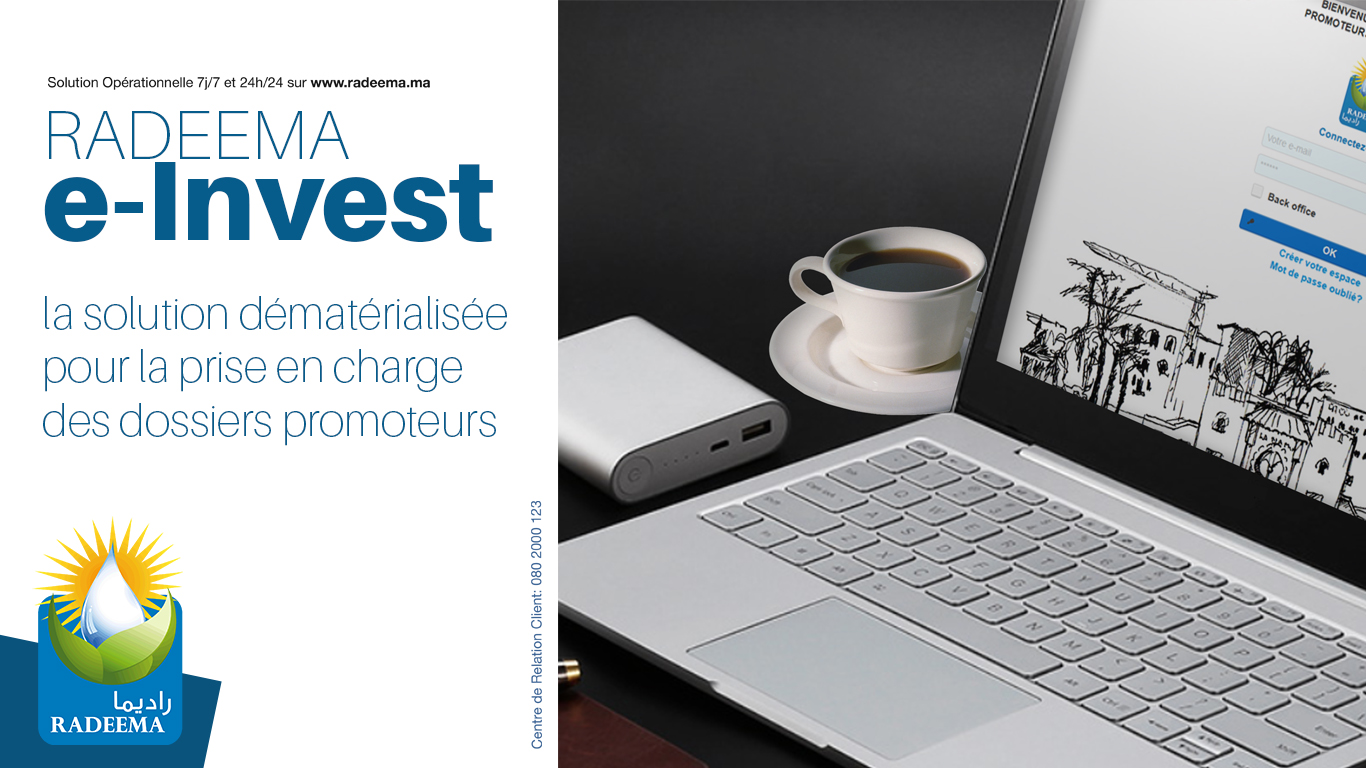 Solution Opérationnelle 7j/7 et 24h/24 sur www.radeema.ma
RADEEMA
e-Invest
la solution dématérialisée
pour la prise en charge
des dossiers promoteurs
راديما
RADEEMA
Centre de Relation Client: 080 2000 123
PROMOTEUR
راديما
Connectez
Votre e-mail
******
Back office
OK
Créer votre espace
Mot de passe oublié?